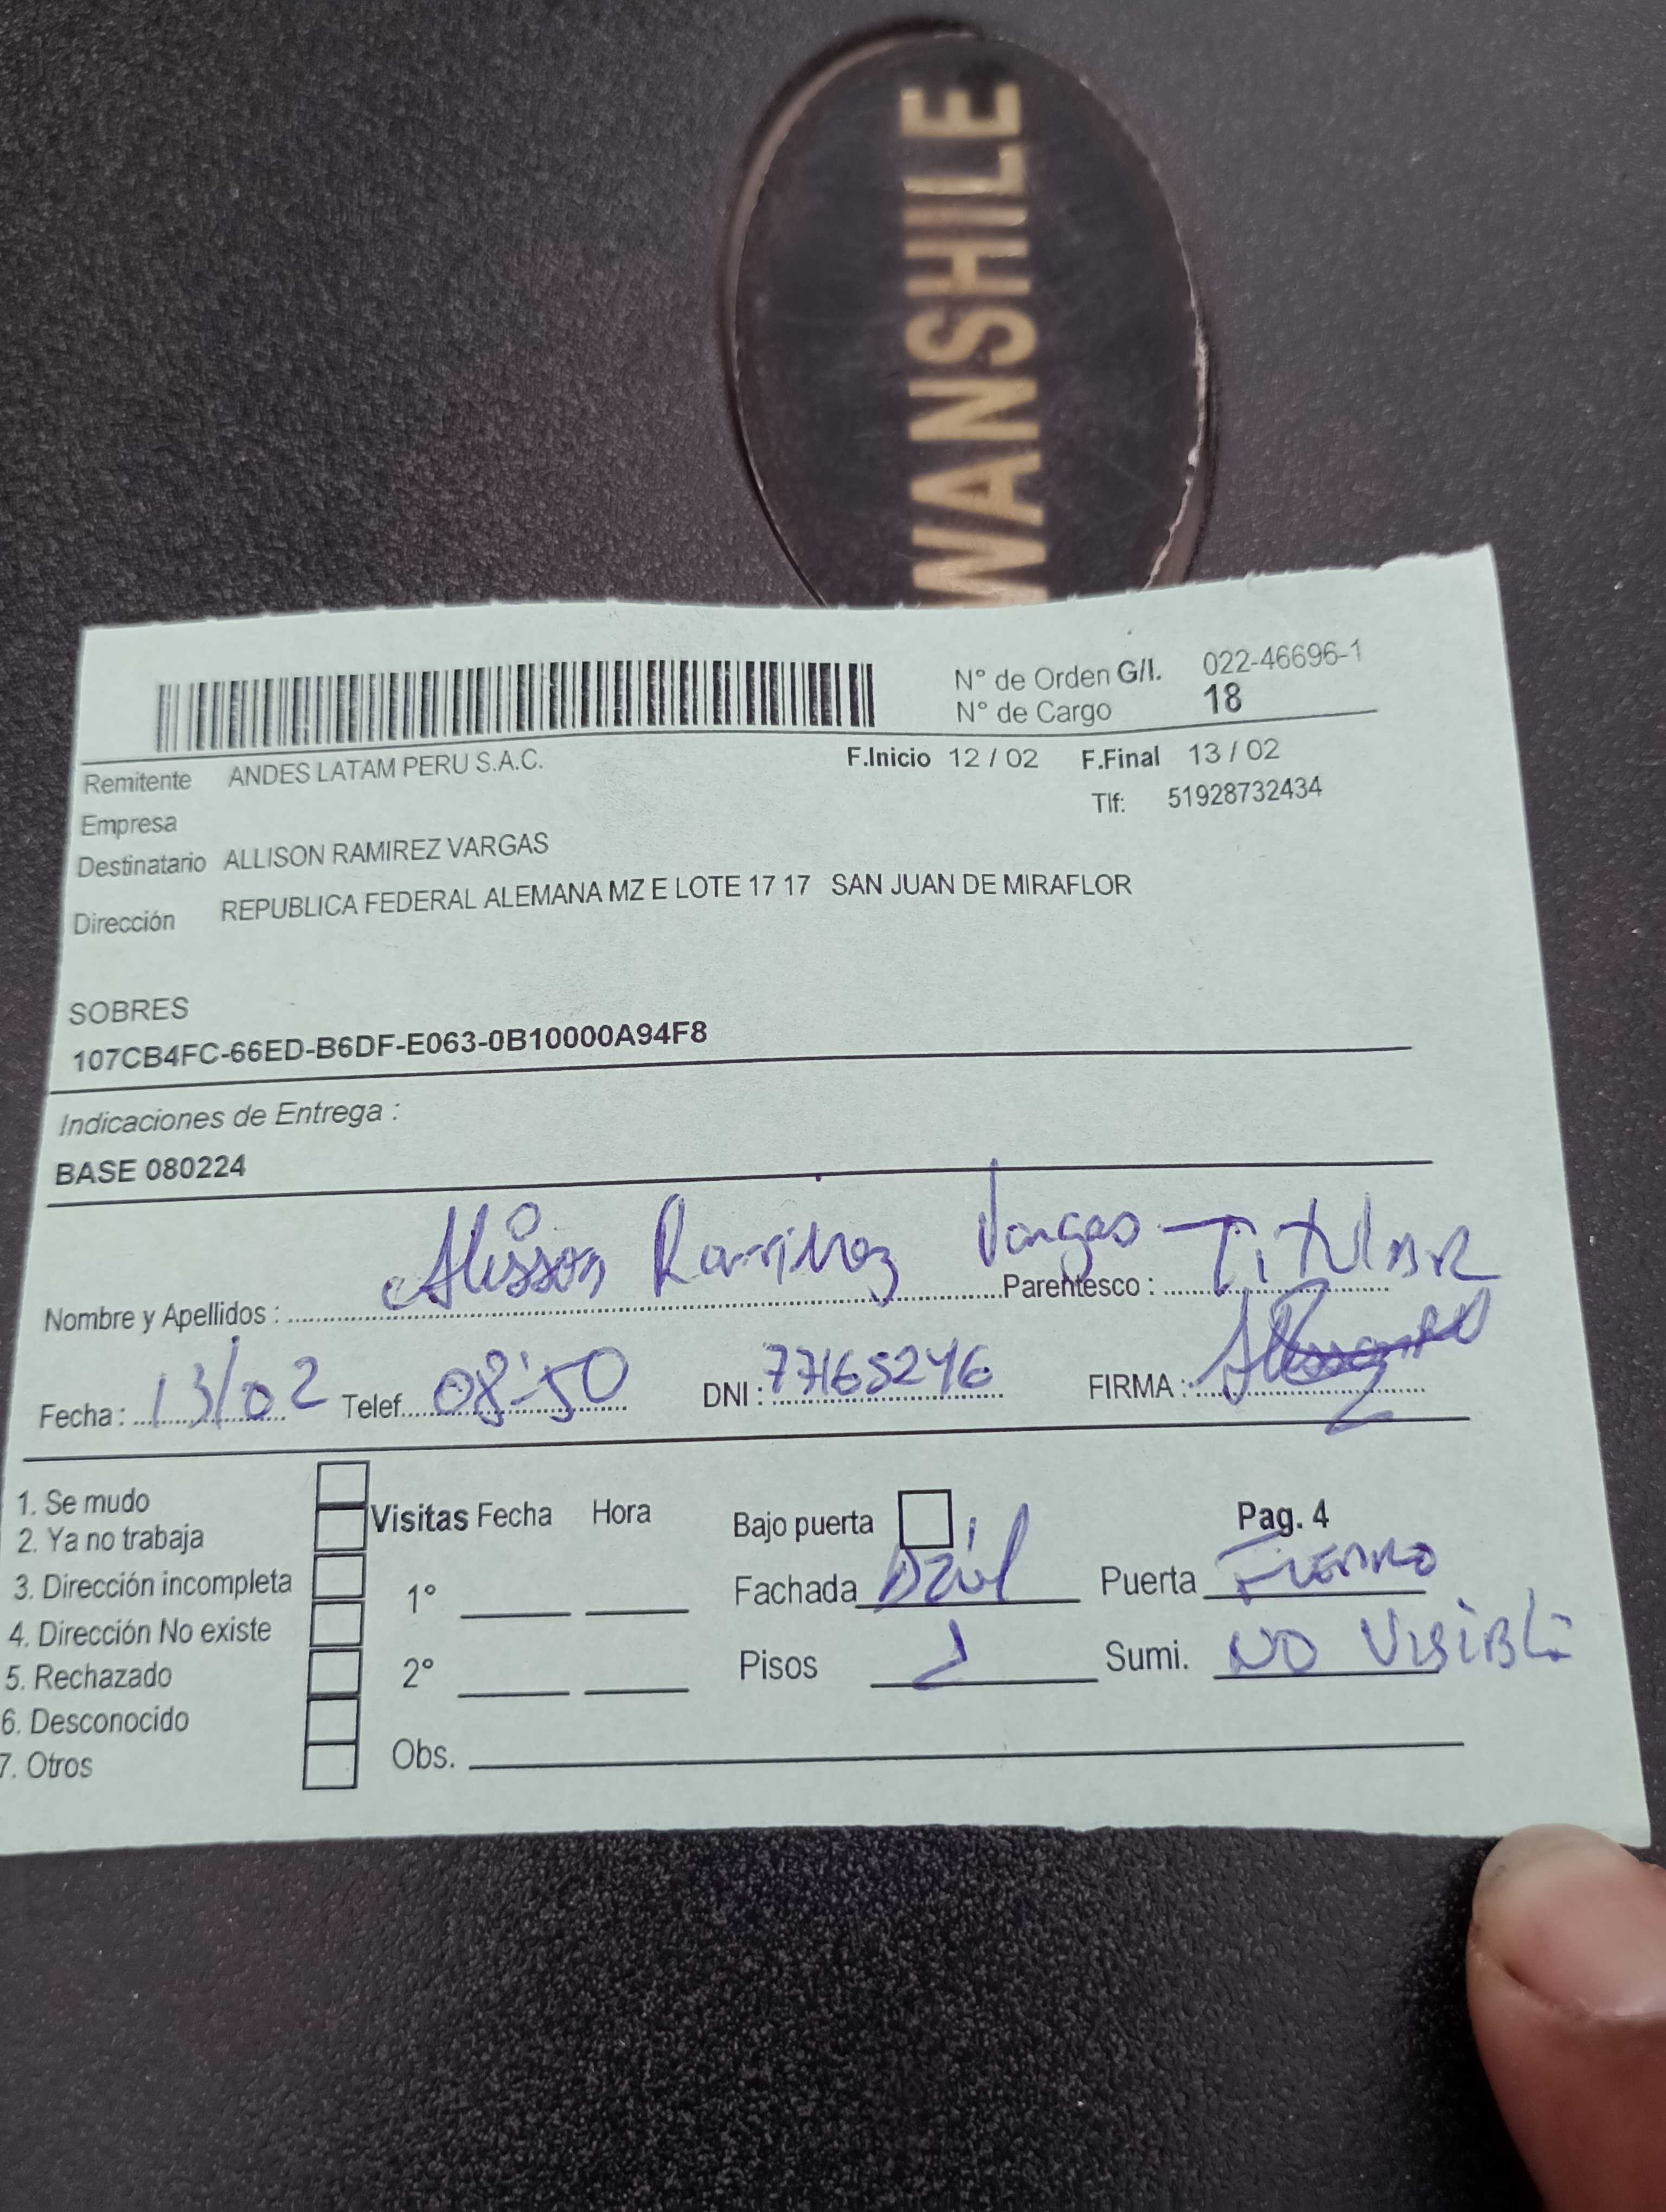 WANSHILE
N° de Orden G/I. 022-46696-1
N° de Cargo 18
Remitente ANDES LATAM PERU S.A.C. F.Inicio 12 / 02 F.Final 13 / 02
Empresa Tlf: 51928732434
Destinatario ALLISON RAMIREZ VARGAS
Dirección REPUBLICA FEDERAL ALEMANA MZ E LOTE 17 17 SAN JUAN DE MIRAFLOR
SOBRES
107CB4FC-66ED-B6DF-E063-0B10000A94F8
Indicaciones de Entrega :
BASE 080224
Nombre y Apellidos : Alisson Ramirez Vargas Parentesco : TiTULAR
Fecha : 13/02 Telef. 08:50 DNI : 77165246 FIRMA :
1. Se mudo
2. Ya no trabaja
3. Dirección incompleta
4. Dirección No existe
5. Rechazado
6. Desconocido
7. Otros
Visitas Fecha Hora
1°
2°
Bajo puerta Pag. 4
Fachada Azúl Puerta FIERRO
Pisos 2 Sumi. NO VISIBLE
Obs.